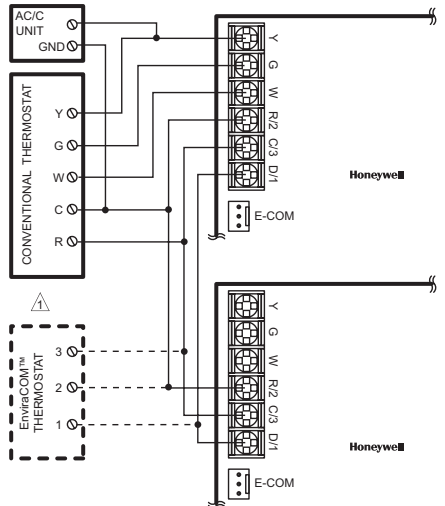 AC/C
UNIT
GND
CONVENTIONAL THERMOSTAT
Y
G
W
C
R
1
EnviraCOM™
THERMOSTAT
3
2
1
Y
G
W
R/2
C/3
D/1
Honeywell
E-COM
Y
G
W
R/2
C/3
D/1
Honeywell
E-COM